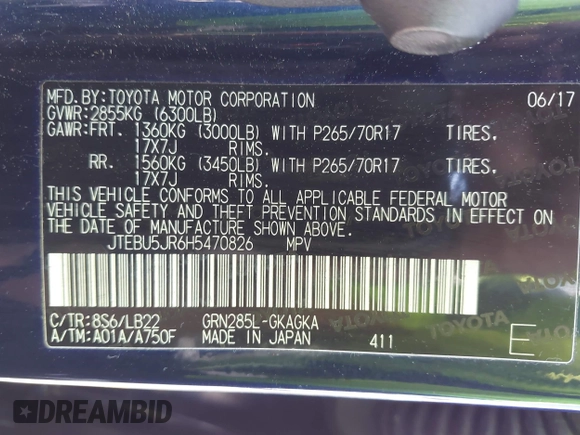 MFD.BY:TOYOTA MOTOR CORPORATION 06/17
GVWR:2855KG (6300LB)
GAWR:FRT. 1360KG (3000LB) WITH P265/70R17 TIRES,
17X7J RIMS.
RR. 1560KG (3450LB) WITH P265/70R17 TIRES,
17X7J RIMS.
THIS VEHICLE CONFORMS TO ALL APPLICABLE FEDERAL MOTOR
VEHICLE SAFETY AND THEFT PREVENTION STANDARDS IN EFFECT ON
THE DATE OF MANUFACTURE SHOWN ABOVE.
JTEBU5JR6H5470826 MPV
C/TR:8S6/LB22 GRN285L-GKAGKA
A/TM:A01A/A750F MADE IN JAPAN 411 E
TOYOTA
DREAMBID